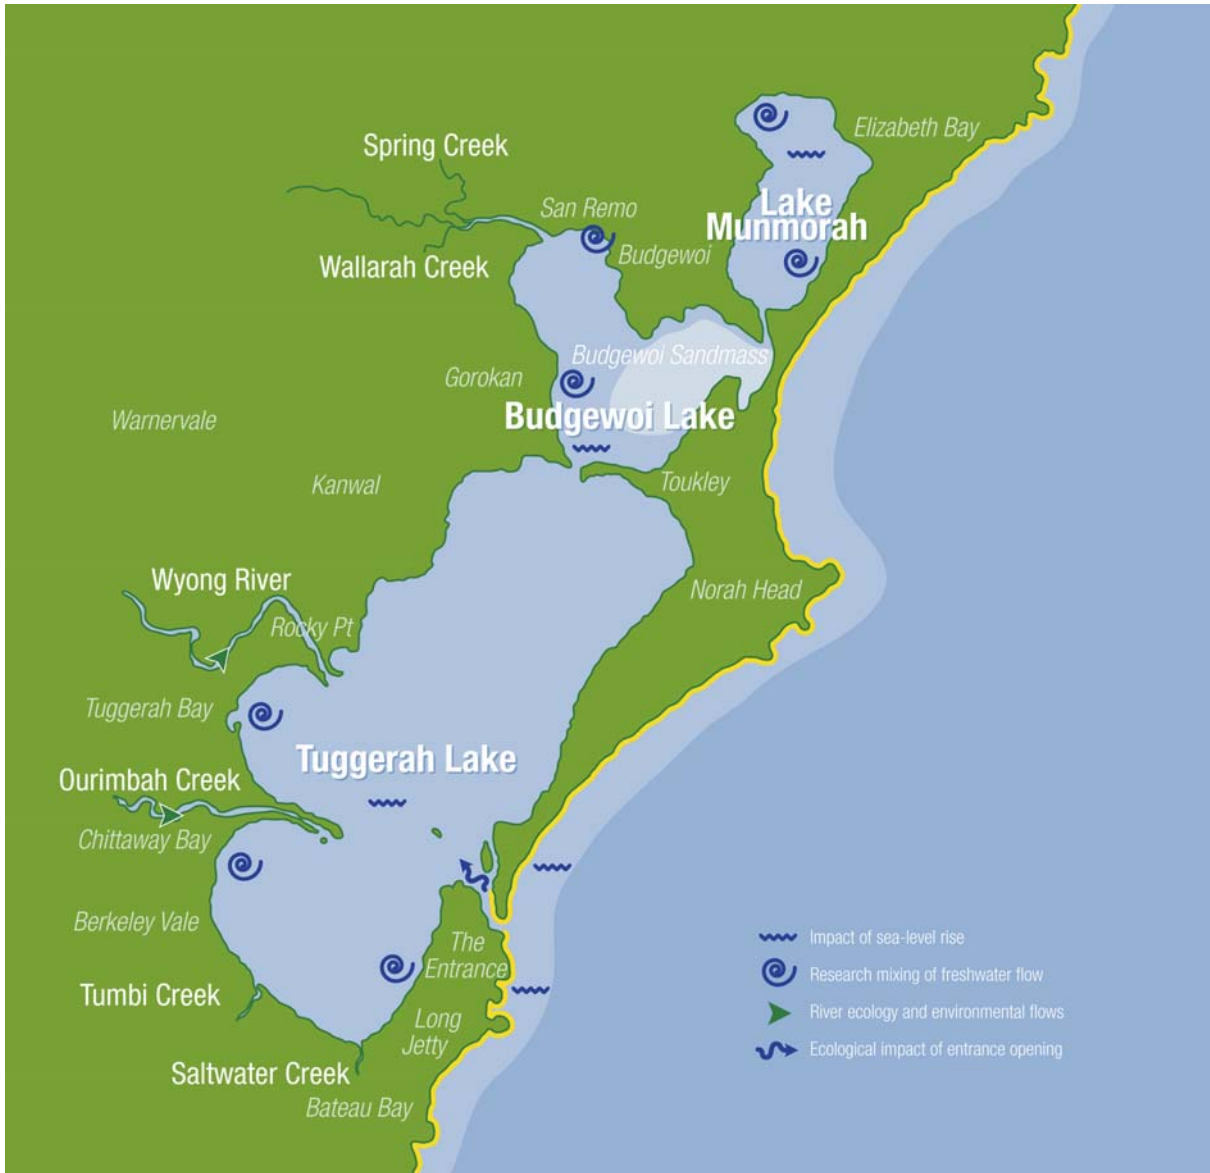 Elizabeth Bay
Spring Creek
Lake
Munmorah
San Remo
Budgewoi
Wallarah Creek
Budgewoi Sandmass
Gorokan
Budgewoi Lake
Warnervale
Kanwal
Toukley
Wyong River
Norah Head
Rocky Pt
Tuggerah Bay
Tuggerah Lake
Ourimbah Creek
Chittaway Bay
Berkeley Vale
The
Entrance
Tumbi Creek
Long
Jetty
Saltwater Creek
Bateau Bay
Impact of sea-level rise
Research mixing of freshwater flow
River ecology and environmental flows
Ecological impact of entrance opening